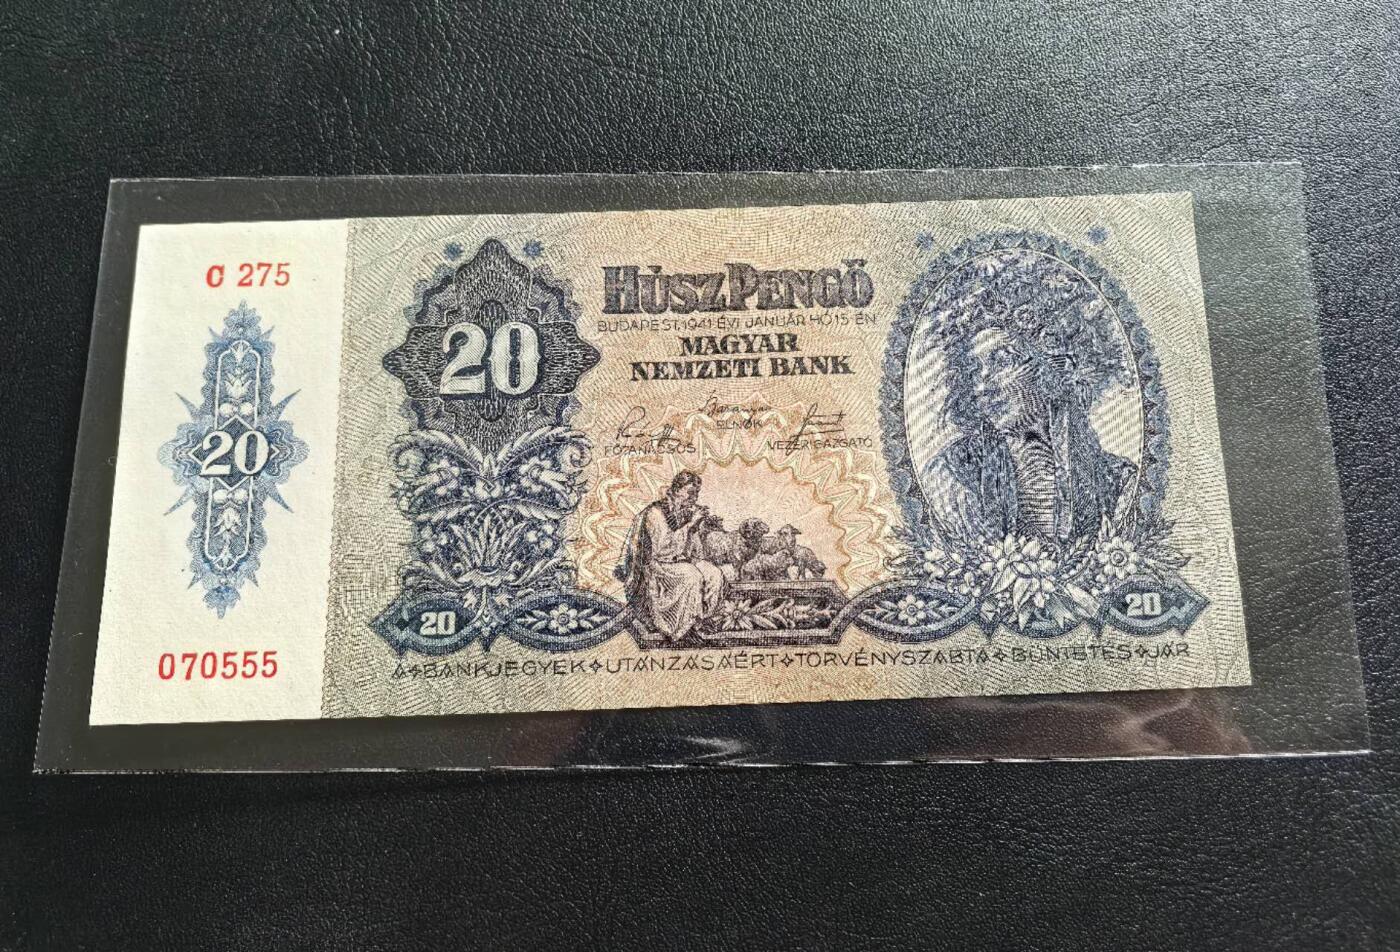 C 275
20
070555
20
HÚSZ PENGŐ
BUDAPEST, 1941 ÉVI JANUÁR HÓ 15 ÉN
MAGYAR
NEMZETI BANK
ELNÖK
FŐTANÁCSOS VEZÉRIGAZGATÓ
20
20
A BANKJEGYEK UTÁNZÁSÁÉRT TÖRVÉNYSZABTA BÜNTETÉS JÁR